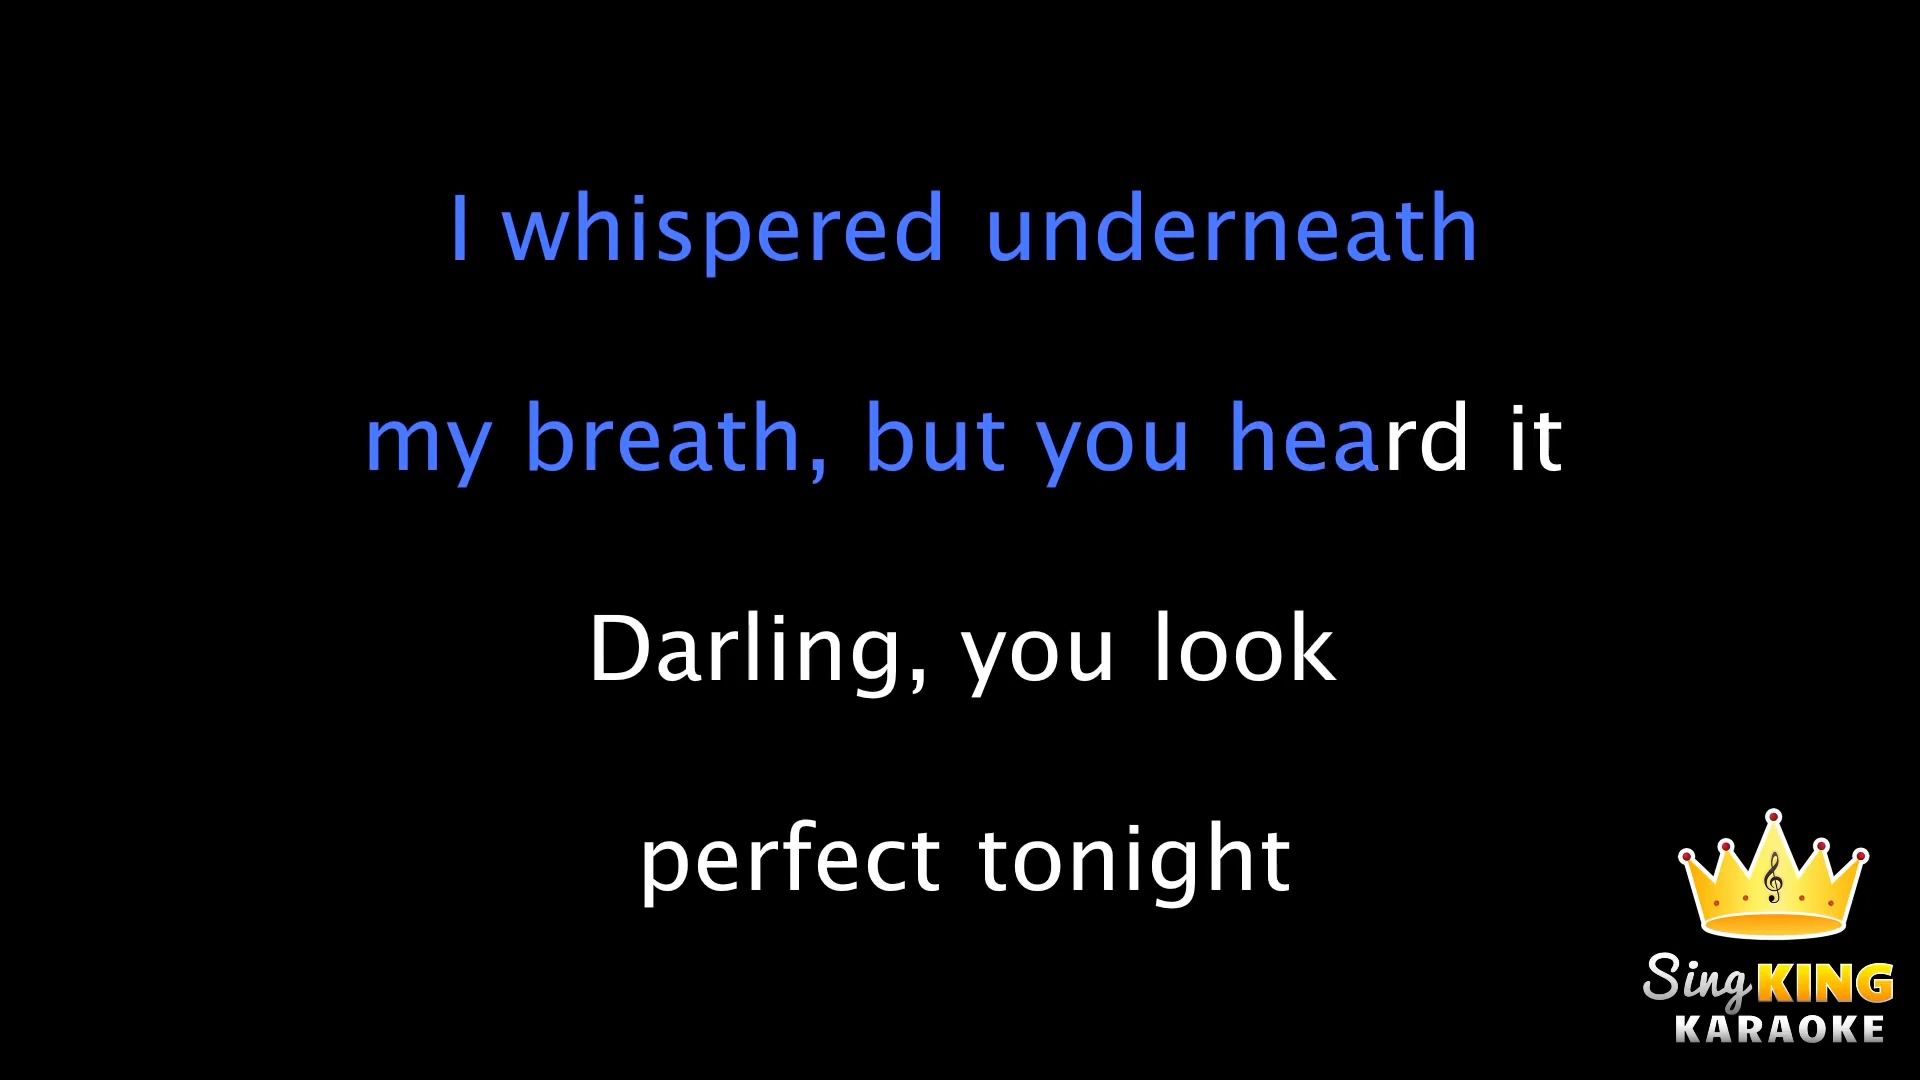 I whispered underneath
my breath, but you heard it
Darling, you look
perfect tonight
Sing KING
KARAOKE